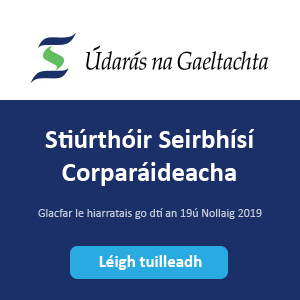 Údarás na Gaeltachta
Stiúrthóir Seirbhísí
Corparáideacha
Glacfar le hiarratais go dtí an 19ú Nollaig 2019
Léigh tuilleadh